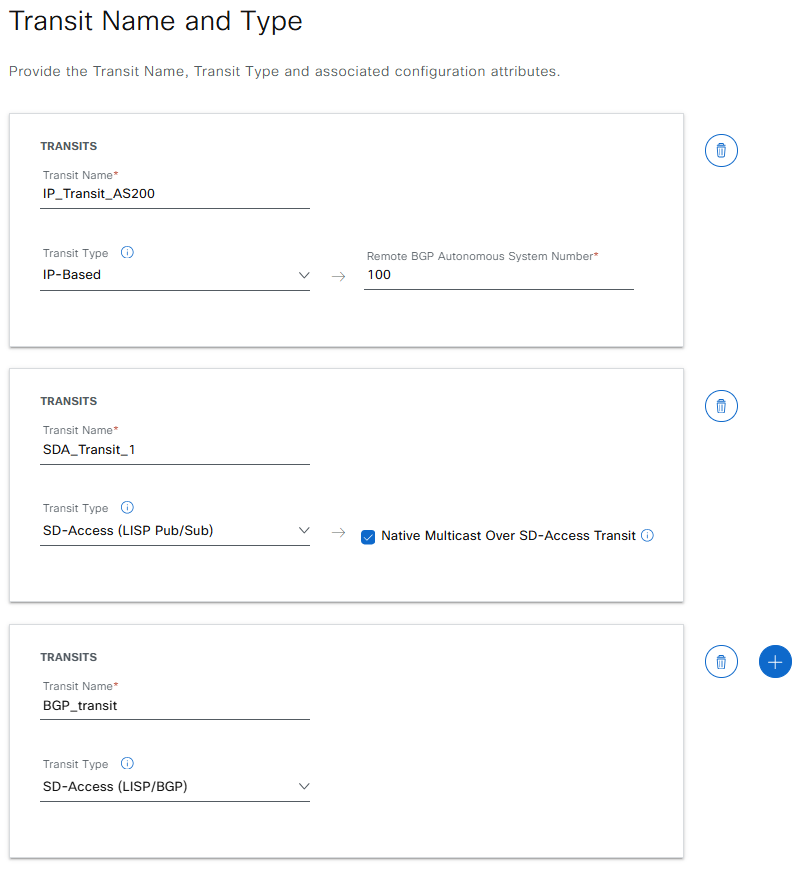 Transit Name and Type
Provide the Transit Name, Transit Type and associated configuration attributes.
TRANSITS
Transit Name*
IP_Transit_AS200
Transit Type
IP-Based
Remote BGP Autonomous System Number*
100
TRANSITS
Transit Name*
SDA_Transit_1
Transit Type
SD-Access (LISP Pub/Sub)
Native Multicast Over SD-Access Transit
TRANSITS
Transit Name*
BGP_transit
Transit Type
SD-Access (LISP/BGP)